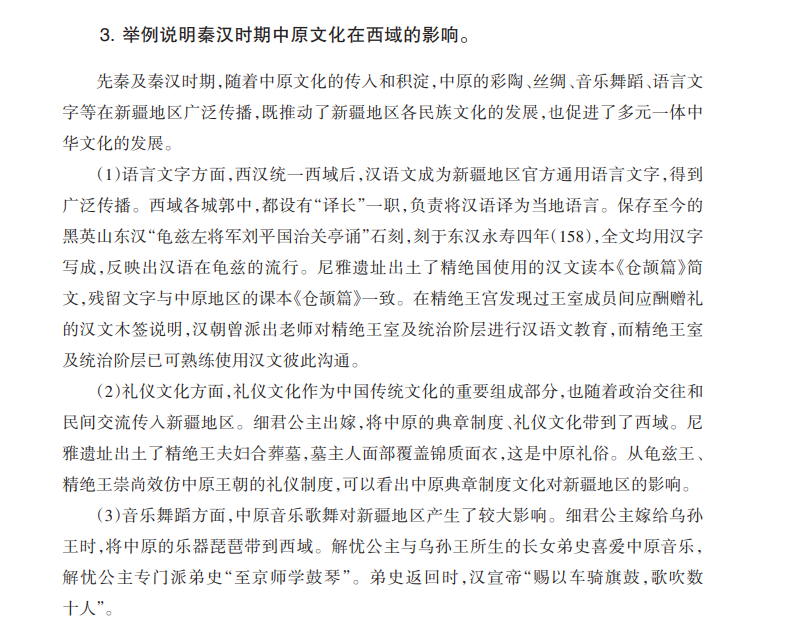 3. 举例说明秦汉时期中原文化在西域的影响。
先秦及秦汉时期,随着中原文化的传入和积淀,中原的彩陶、丝绸、音乐舞蹈、语言文
字等在新疆地区广泛传播,既推动了新疆地区各民族文化的发展,也促进了多元一体中
华文化的发展。
(1)语言文字方面,西汉统一西域后,汉语文成为新疆地区官方通用语言文字,得到
广泛传播。西域各城郭中,都设有“译长”一职,负责将汉语译为当地语言。保存至今的
黑英山东汉“龟兹左将军刘平国治关亭诵”石刻,刻于东汉永寿四年(158),全文均用汉字
写成,反映出汉语在龟兹的流行。尼雅遗址出土了精绝国使用的汉文读本《仓颉篇》简
文,残留文字与中原地区的课本《仓颉篇》一致。在精绝王宫发现过王室成员间应酬赠礼
的汉文木签说明,汉朝曾派出老师对精绝王室及统治阶层进行汉语文教育,而精绝王室
及统治阶层已可熟练使用汉文彼此沟通。
(2)礼仪文化方面,礼仪文化作为中国传统文化的重要组成部分,也随着政治交往和
民间交流传入新疆地区。细君公主出嫁,将中原的典章制度、礼仪文化带到了西域。尼
雅遗址出土了精绝王夫妇合葬墓,墓主人面部覆盖锦质面衣,这是中原礼俗。从龟兹王、
精绝王崇尚效仿中原王朝的礼仪制度,可以看出中原典章制度文化对新疆地区的影响。
(3)音乐舞蹈方面,中原音乐歌舞对新疆地区产生了较大影响。细君公主嫁给乌孙
王时,将中原的乐器琵琶带到西域。解忧公主与乌孙王所生的长女弟史喜爱中原音乐,
解忧公主专门派弟史“至京师学鼓琴”。弟史返回时,汉宣帝“赐以车骑旗鼓,歌吹数
十人”。